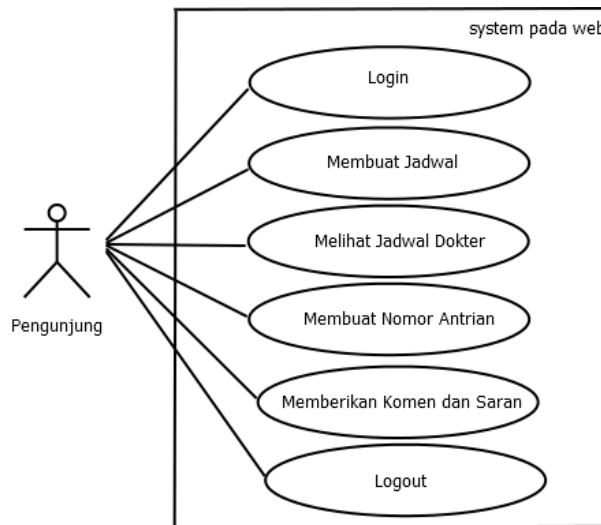 system pada web
Login
Membuat Jadwal
Melihat Jadwal Dokter
Membuat Nomor Antrian
Pengunjung
Memberikan Komen dan Saran
Logout